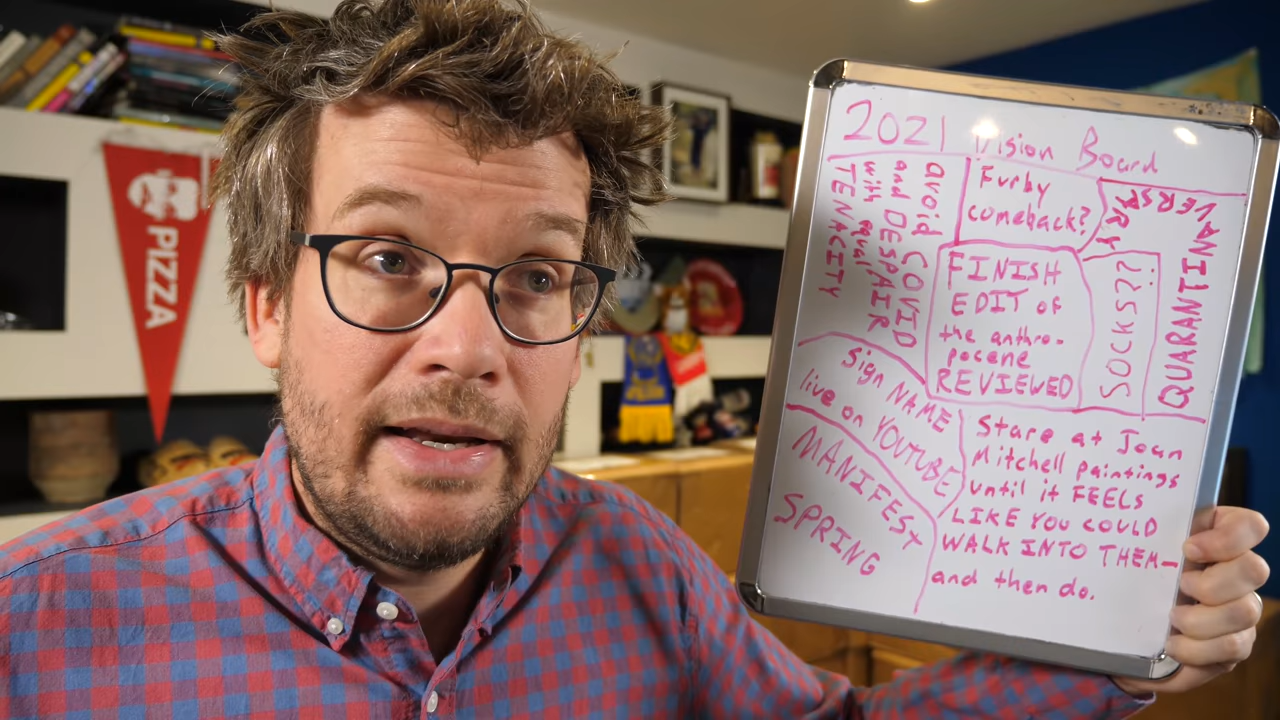 PIZZA
2021 Vision Board
avoid COVID
and DESPAIR
with equal
TENACITY
Furby
comeback?
QUARANTINI
VERSARY
FINISH
EDIT OF
the anthro-
pocene
REVIEWED
SOCKS??
Sign NAME
live on YOUTUBE
MANIFEST
SPRING
Stare at Joan
Mitchell paintings
until it FEELS
LIKE YOU COULD
WALK INTO THEM—
and then do.